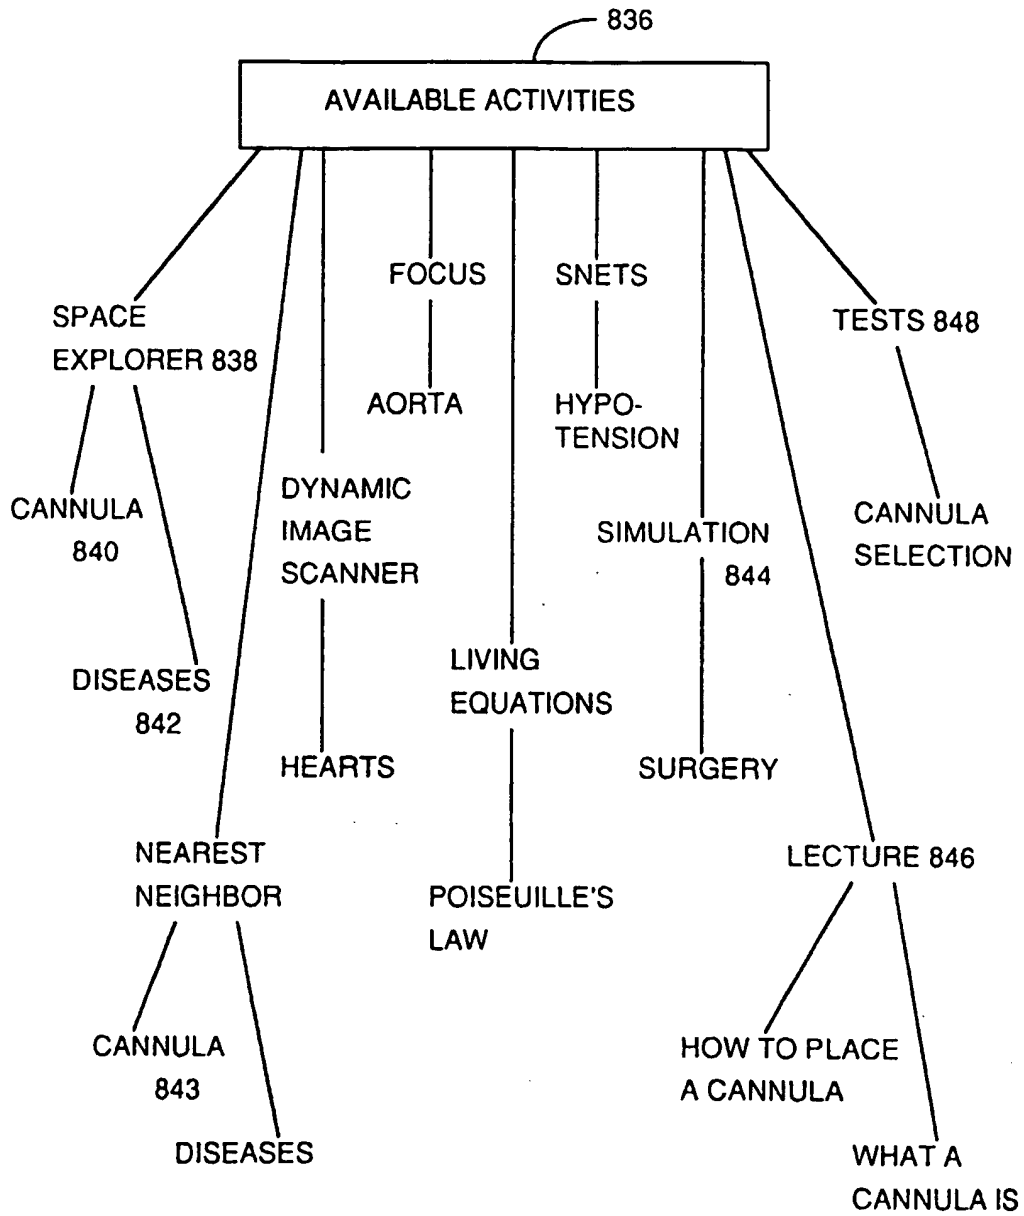 836
AVAILABLE ACTIVITIES
FOCUS
SNETS
SPACE
EXPLORER 838
TESTS 848
AORTA
HYPO-
TENSION
DYNAMIC
IMAGE
SCANNER
CANNULA
840
SIMULATION
844
CANNULA
SELECTION
LIVING
EQUATIONS
DISEASES
842
HEARTS
SURGERY
NEAREST
NEIGHBOR
LECTURE 846
POISEUILLE'S
LAW
CANNULA
843
HOW TO PLACE
A CANNULA
DISEASES
WHAT A
CANNULA IS